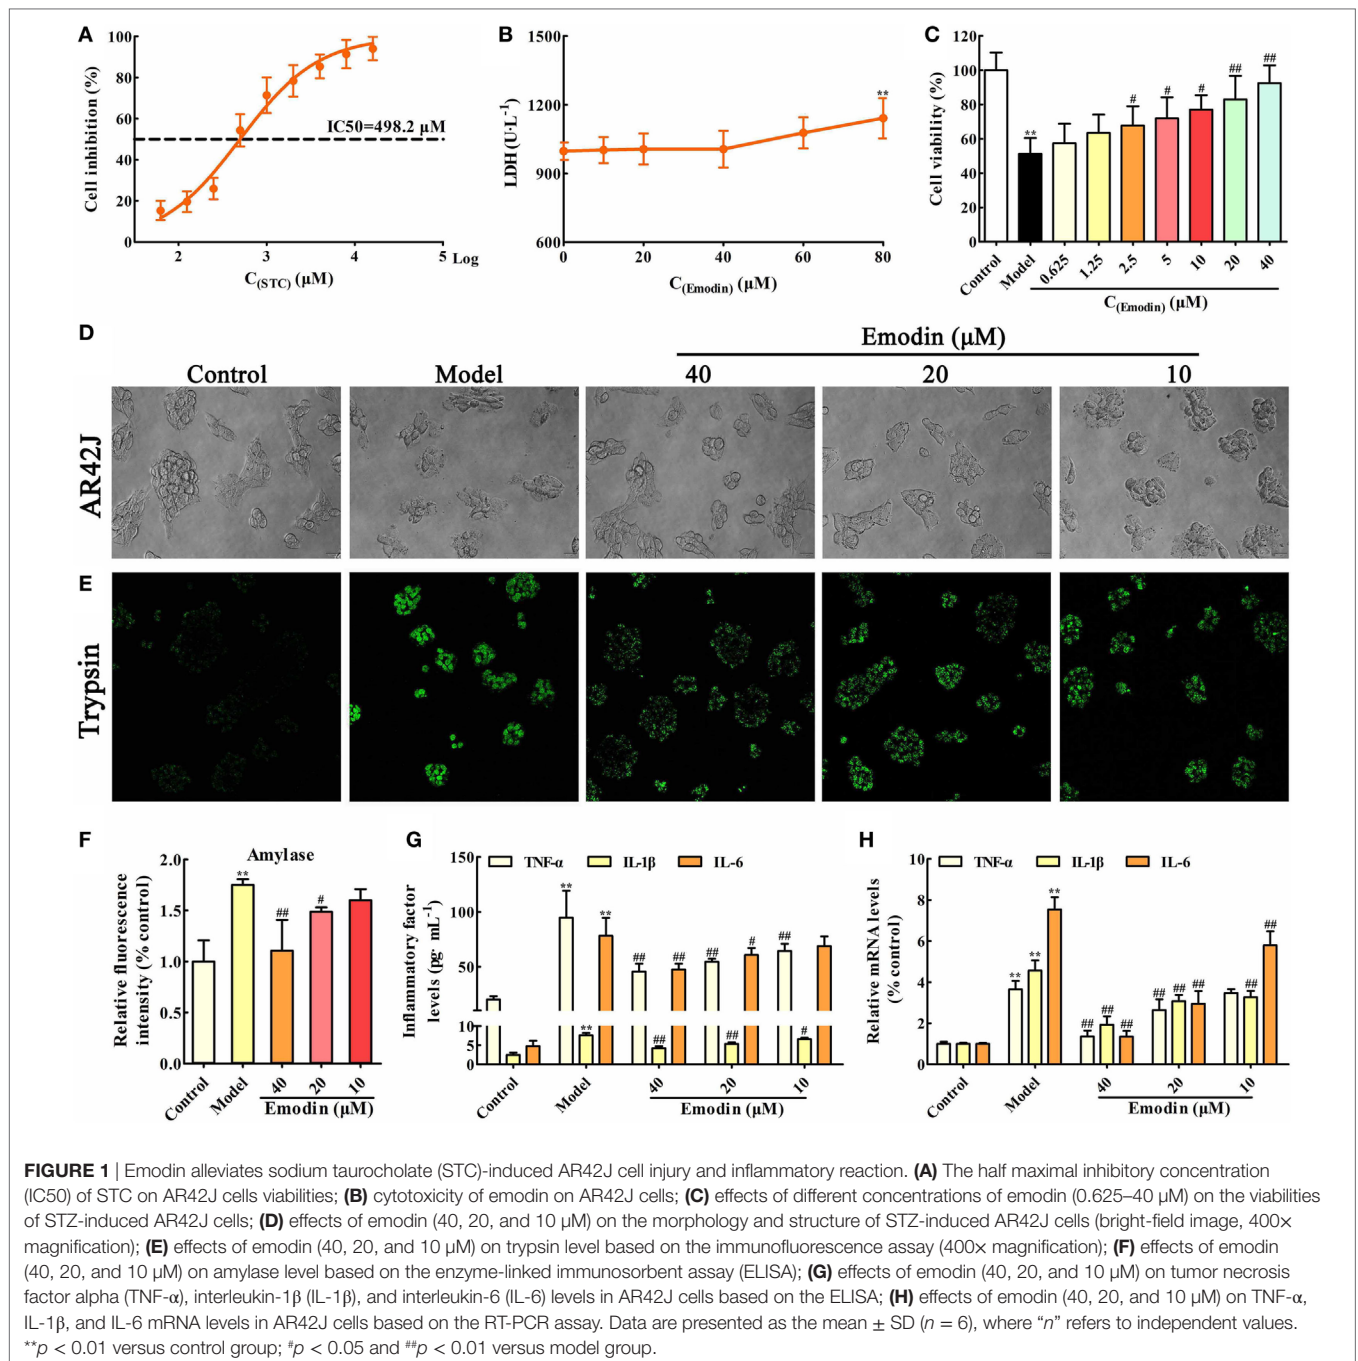 A
Cell inhibition (%)
100
80
60
40
20
0
IC50=498.2 μM
2
3
4
5
Log
C(STC) (μM)
B
LDH (U·L-1)
1500
1200
900
600
**
0
20
40
60
80
C(Emodin) (μM)
C
Cell viability (%)
120
100
80
60
40
20
0
**
#
#
#
##
##
Control
Model
0.625
1.25
2.5
5
10
20
40
C(Emodin) (μM)
D
Emodin (μM)
Control
Model
40
20
10
AR42J
E
Trypsin
F
Amylase
Relative fluorescence
intensity (% control)
2.0
1.5
1.0
0.5
0.0
**
##
#
Control
Model
40
20
10
Emodin (μM)
G
TNF-α
IL-1β
IL-6
Inflammatory factor
levels (pg· mL-1)
150
100
50
10
5
0
**
**
**
##
##
##
##
##
#
##
#
Control
Model
40
20
10
Emodin (μM)
H
TNF-α
IL-1β
IL-6
Relative mRNA levels
(% control)
10
8
6
4
2
0
**
**
**
##
##
##
##
##
##
##
##
Control
Model
40
20
10
Emodin (μM)
FIGURE 1 | Emodin alleviates sodium taurocholate (STC)-induced AR42J cell injury and inflammatory reaction. (A) The half maximal inhibitory concentration
(IC50) of STC on AR42J cells viabilities; (B) cytotoxicity of emodin on AR42J cells; (C) effects of different concentrations of emodin (0.625–40 μM) on the viabilities
of STZ-induced AR42J cells; (D) effects of emodin (40, 20, and 10 μM) on the morphology and structure of STZ-induced AR42J cells (bright-field image, 400×
magnification); (E) effects of emodin (40, 20, and 10 μM) on trypsin level based on the immunofluorescence assay (400× magnification); (F) effects of emodin
(40, 20, and 10 μM) on amylase level based on the enzyme-linked immunosorbent assay (ELISA); (G) effects of emodin (40, 20, and 10 μM) on tumor necrosis
factor alpha (TNF-α), interleukin-1β (IL-1β), and interleukin-6 (IL-6) levels in AR42J cells based on the ELISA; (H) effects of emodin (40, 20, and 10 μM) on TNF-α,
IL-1β, and IL-6 mRNA levels in AR42J cells based on the RT-PCR assay. Data are presented as the mean ± SD (n = 6), where “n” refers to independent values.
**p < 0.01 versus control group; #p < 0.05 and ##p < 0.01 versus model group.